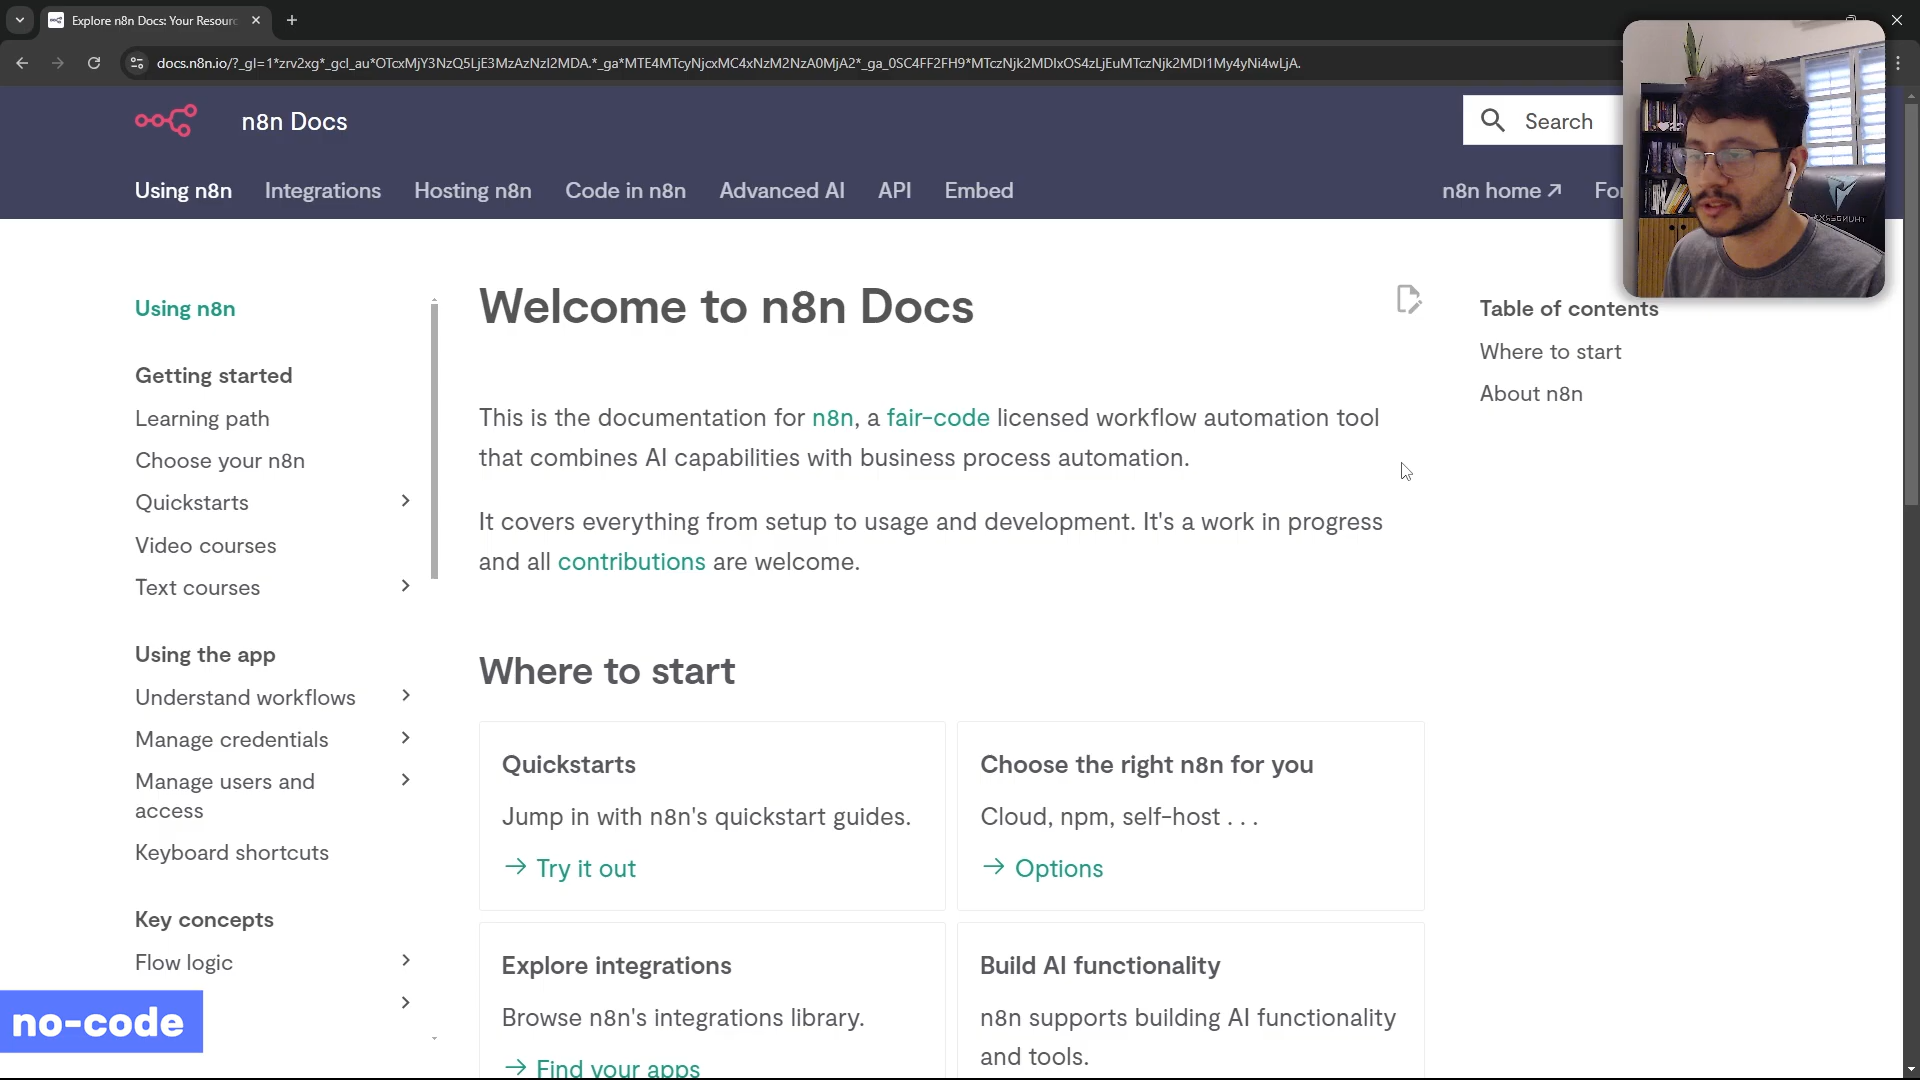 Explore n8n Docs: Your Resour
docs.n8n.io/?_gl=1*zrv2xg*_gcl_au*OTcxMjY3NzQ5LjE3MzAzNzI2MDA.*_ga*MTE4MTcyNjcxMC4xNzM2NzA0MjA2*_ga_0SC4FF2FH9*MTczNjk2MDIxOS4zLjEuMTczNjk2MDI1My4yNi4wLjA.
n8n Docs
Search
Using n8n
Integrations
Hosting n8n
Code in n8n
Advanced AI
API
Embed
n8n home
For
Using n8n
Getting started
Learning path
Choose your n8n
Quickstarts
Video courses
Text courses
Using the app
Understand workflows
Manage credentials
Manage users and
access
Keyboard shortcuts
Key concepts
Flow logic
no-code
Welcome to n8n Docs
This is the documentation for n8n, a fair-code licensed workflow automation tool
that combines AI capabilities with business process automation.
It covers everything from setup to usage and development. It's a work in progress
and all contributions are welcome.
Where to start
Quickstarts
Jump in with n8n's quickstart guides.
→ Try it out
Choose the right n8n for you
Cloud, npm, self-host . . .
→ Options
Explore integrations
Browse n8n's integrations library.
→ Find your apps
Build AI functionality
n8n supports building AI functionality
and tools.
Table of contents
Where to start
About n8n